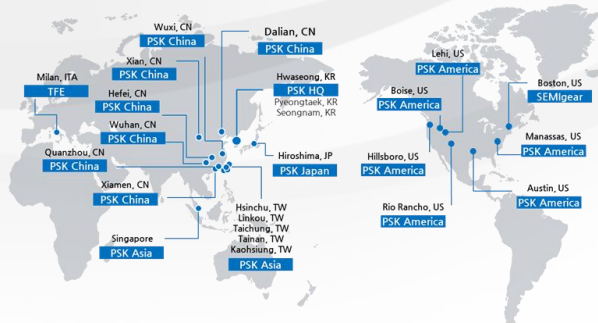 Wuxi, CN
PSK China
Dalian, CN
PSK China
Xian, CN
PSK China
Milan, ITA
TFE
Hefei, CN
PSK China
Hwaseong, KR
PSK HQ
Pyeongtaek, KR
Seongnam, KR
Wuhan, CN
PSK China
Quanzhou, CN
PSK China
Hiroshima, JP
PSK Japan
Xiamen, CN
PSK China
Hsinchu, TW
Linkou, TW
Taichung, TW
Tainan, TW
Kaohsiung, TW
PSK Asia
Singapore
PSK Asia
Lehi, US
PSK America
Boise, US
PSK America
Boston, US
SEMIgear
Manassas, US
PSK America
Hillsboro, US
PSK America
Rio Rancho, US
PSK America
Austin, US
PSK America